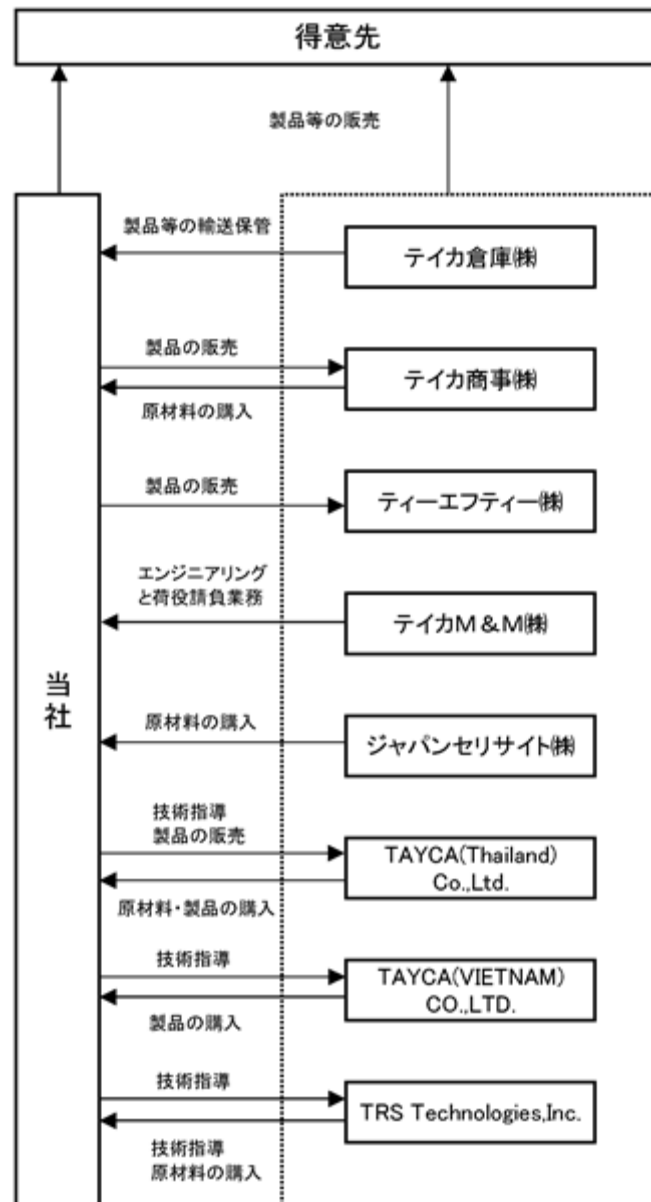 得意先
製品等の販売
製品等の輸送保管
テイカ倉庫㈱
製品の販売
テイカ商事㈱
原材料の購入
製品の販売
ティーエフティー㈱
エンジニアリング
と荷役請負業務
テイカM&M㈱
当
社
原材料の購入
ジャパンセリサイト㈱
技術指導
製品の販売
TAYCA(Thailand)
Co.,Ltd.
原材料・製品の購入
技術指導
TAYCA(VIETNAM)
CO.,LTD.
製品の購入
技術指導
TRS Technologies,Inc.
技術指導
原材料の購入